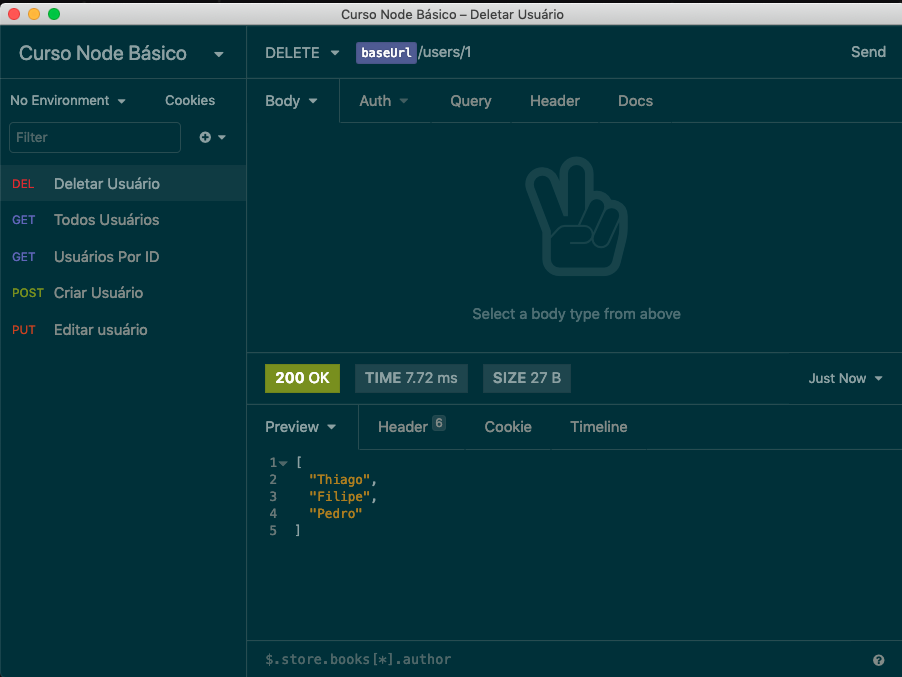 Curso Node Básico – Deletar Usuário
Curso Node Básico
DELETE baseUrl/users/1 Send
No Environment Cookies
Body Auth Query Header Docs
Filter
DEL Deletar Usuário
GET Todos Usuários
GET Usuários Por ID
POST Criar Usuário
PUT Editar usuário
Select a body type from above
200 OK TIME 7.72 ms SIZE 27 B Just Now
Preview Header 6 Cookie Timeline
1 [
2 "Thiago",
3 "Filipe",
4 "Pedro"
5 ]
$.store.books[*].author ?